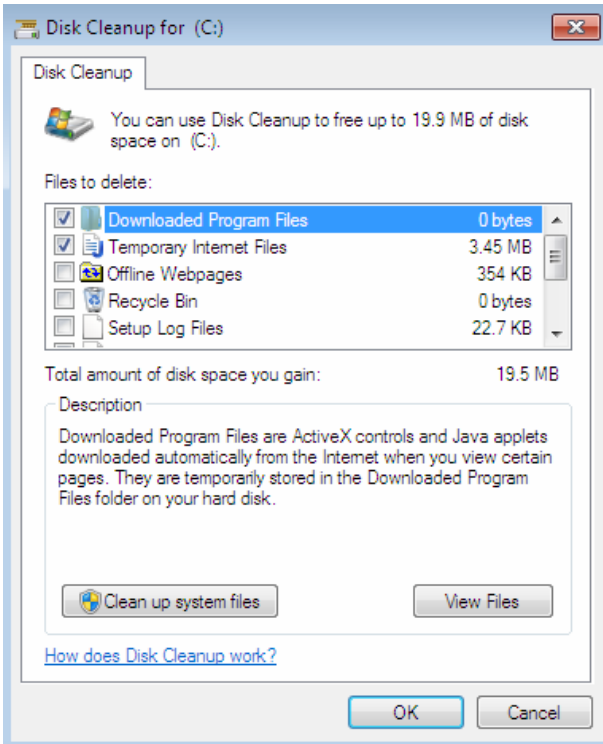 Disk Cleanup for (C:)
Disk Cleanup
You can use Disk Cleanup to free up to 19.9 MB of disk
space on (C:).
Files to delete:
Downloaded Program Files 0 bytes
Temporary Internet Files 3.45 MB
Offline Webpages 354 KB
Recycle Bin 0 bytes
Setup Log Files 22.7 KB
Total amount of disk space you gain: 19.5 MB
Description
Downloaded Program Files are ActiveX controls and Java applets
downloaded automatically from the Internet when you view certain
pages. They are temporarily stored in the Downloaded Program
Files folder on your hard disk.
Clean up system files View Files
How does Disk Cleanup work?
OK Cancel